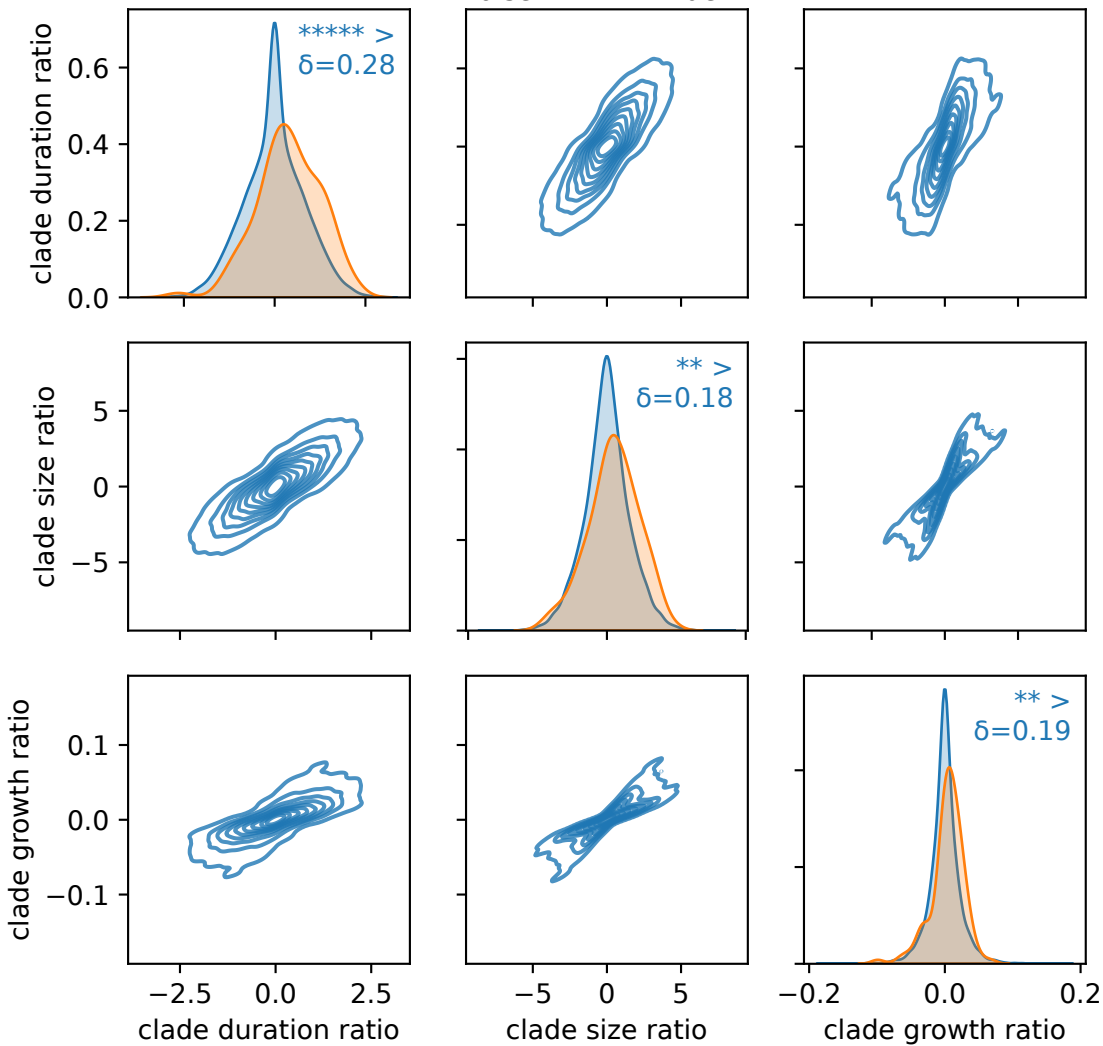 clade duration ratio
0.6
0.4
0.2
0.0
***** >
δ=0.28
clade size ratio
5
0
−5
** >
δ=0.18
clade growth ratio
0.1
0.0
−0.1
** >
δ=0.19
−2.5 0.0 2.5
−5 0 5
−0.2 0.0 0.2
clade duration ratio
clade size ratio
clade growth ratio